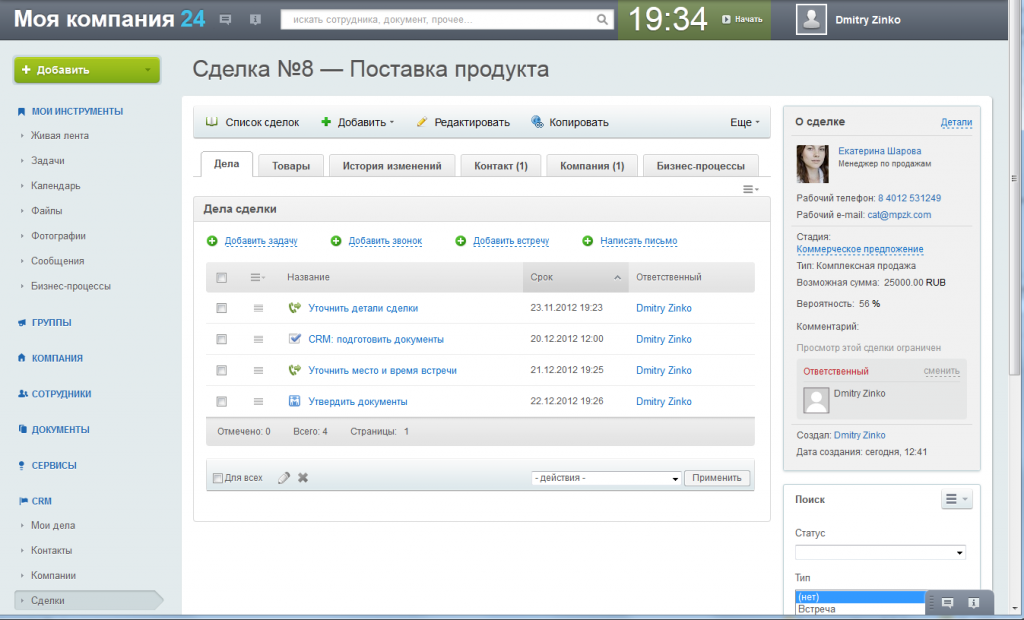 Моя компания 24
искать сотрудника, документ, прочее...
19:34
Начать
Dmitry Zinko
Добавить
МОИ ИНСТРУМЕНТЫ
Живая лента
Задачи
Календарь
Файлы
Фотографии
Сообщения
Бизнес-процессы
ГРУППЫ
КОМПАНИЯ
СОТРУДНИКИ
ДОКУМЕНТЫ
СЕРВИСЫ
CRM
Мои дела
Контакты
Компании
Сделки
Сделка №8 — Поставка продукта
Список сделок Добавить Редактировать Копировать Еще
Дела Товары История изменений Контакт (1) Компания (1) Бизнес-процессы
Дела сделки
Добавить задачу Добавить звонок Добавить встречу Написать письмо
Название Срок Ответственный
Уточнить детали сделки 23.11.2012 19:23 Dmitry Zinko
CRM: подготовить документы 20.12.2012 12:00 Dmitry Zinko
Уточнить место и время встречи 21.12.2012 19:25 Dmitry Zinko
Утвердить документы 22.12.2012 19:26 Dmitry Zinko
Отмечено: 0 Всего: 4 Страницы: 1
Для всех - действия - Применить
О сделке Детали
Екатерина Шарова
Менеджер по продажам
Рабочий телефон: 8 4012 531249
Рабочий e-mail: cat@mpzk.com
Стадия:
Коммерческое предложение
Тип: Комплексная продажа
Возможная сумма: 25000.00 RUB
Вероятность: 56 %
Комментарий:
Просмотр этой сделки ограничен
Ответственный сменить
Dmitry Zinko
Создал: Dmitry Zinko
Дата создания: сегодня, 12:41
Поиск
Статус
Тип
(нет)
Встреча